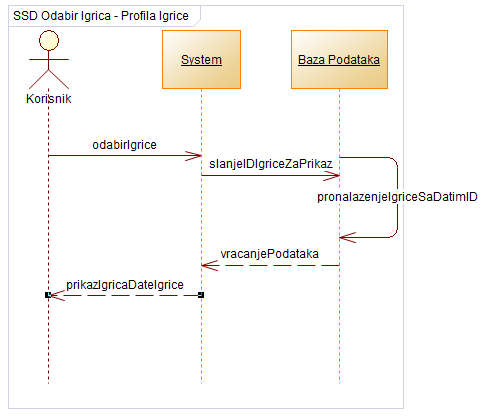 SSD Odabir Igrica - Profila Igrice
System
Baza Podataka
Korisnik
odabirIgrice
slanjeIDIgriceZaPrikaz
pronalazenjeIgriceSaDatimID
vracanjePodataka
prikazIgricaDateIgrice